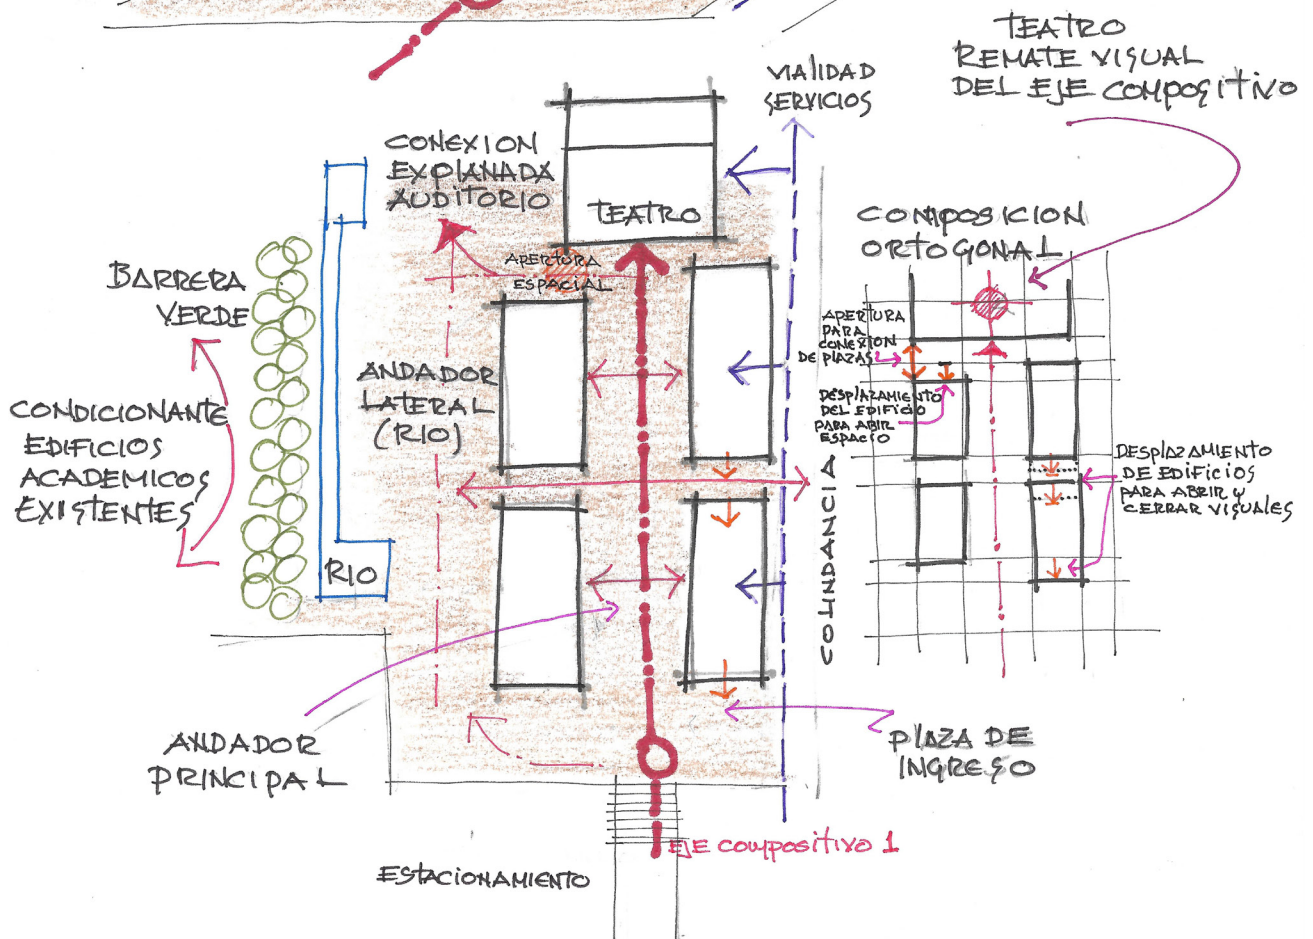 TEATRO
REMATE VISUAL
DEL EJE COMPOSITIVO
VIALIDAD
SERVICIOS
CONEXION
EXPLANADA
AUDITORIO
TEATRO
COMPOSICION
ORTOGONAL
APERTURA
ESPACIAL
BARRERA
VERDE
APERTURA
PARA
CONEXION
DE PLAZAS
ANDADOR
LATERAL
(RIO)
DESPLAZAMIENTO
DEL EDIFICIO
PARA ABIR
ESPACIO
CONDICIONANTE
EDIFICIOS
ACADEMICOS
EXISTENTES
DESPLAZAMIENTO
DE EDIFICIOS
PARA ABRIR Y
CERRAR VISUALES
COLINDANCIA
RIO
ANDADOR
PRINCIPAL
PLAZA DE
INGRESO
EJE COMPOSITIVO 1
ESTACIONAMIENTO